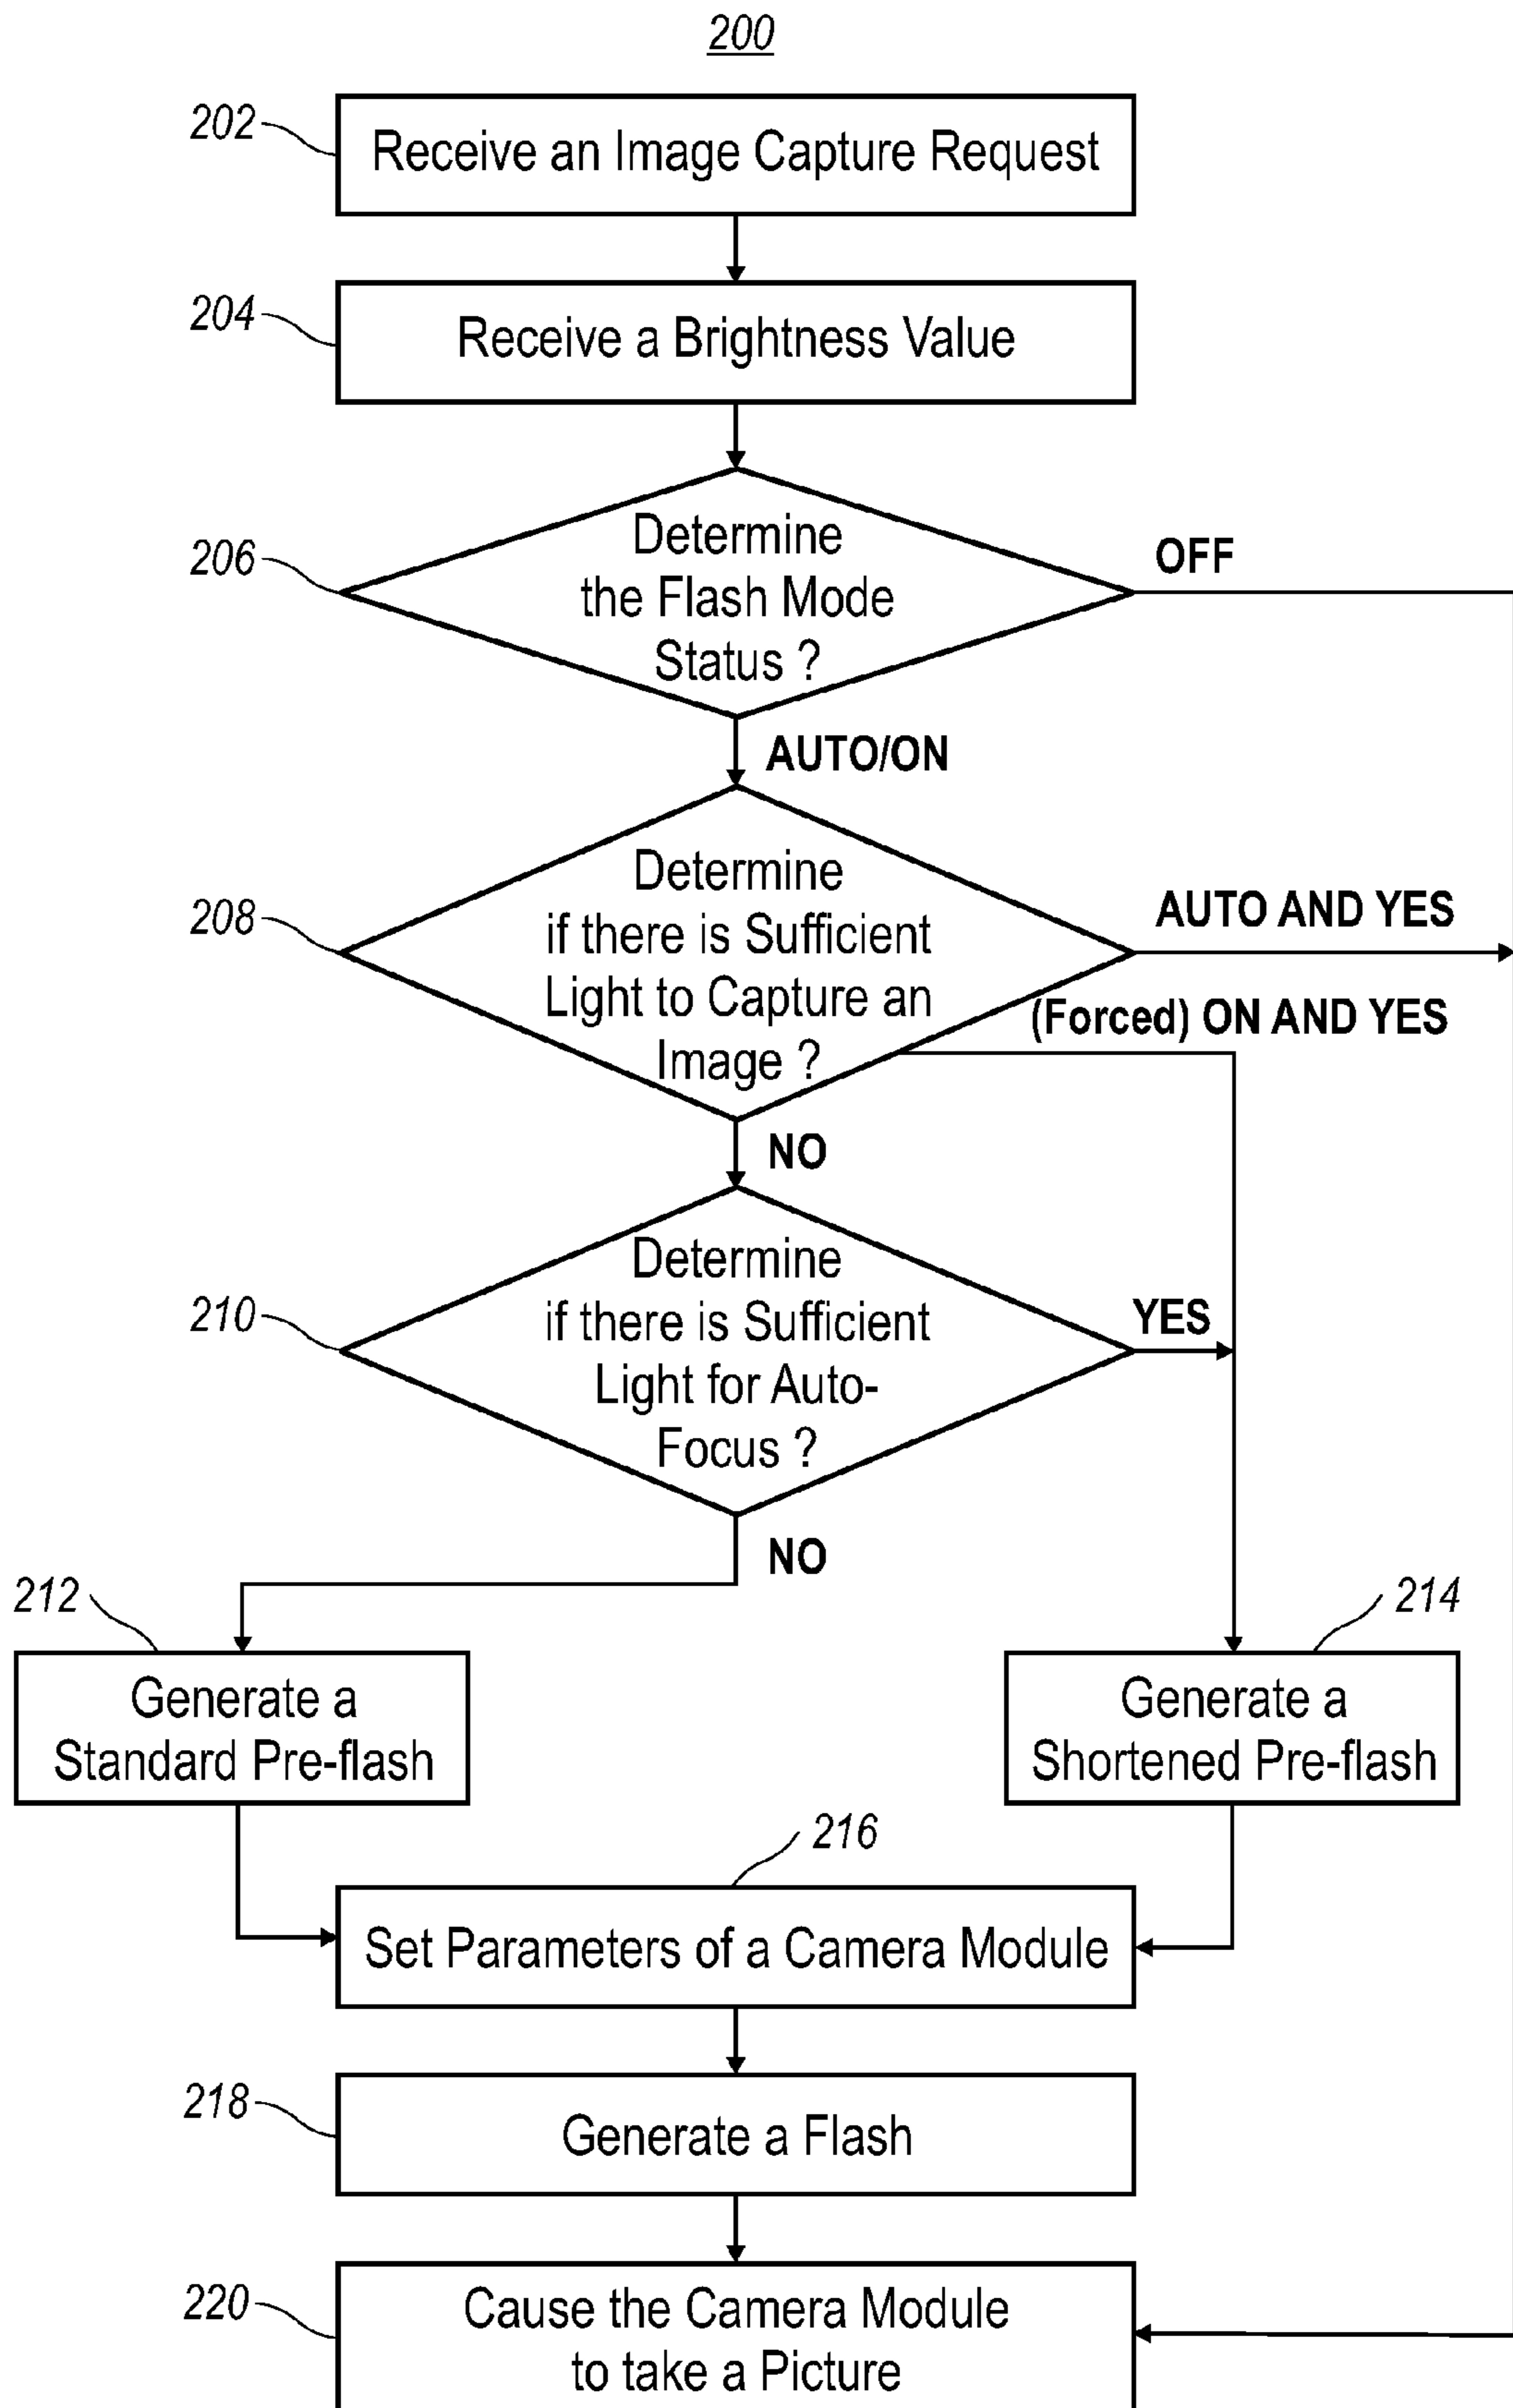 200
202
Receive an Image Capture Request
204
Receive a Brightness Value
206
Determine
the Flash Mode
Status ?
OFF
AUTO/ON
208
Determine
if there is Sufficient
Light to Capture an
Image ?
AUTO AND YES
(Forced) ON AND YES
NO
210
Determine
if there is Sufficient
Light for Auto-
Focus ?
YES
NO
212
Generate a
Standard Pre-flash
214
Generate a
Shortened Pre-flash
216
Set Parameters of a Camera Module
218
Generate a Flash
220
Cause the Camera Module
to take a Picture